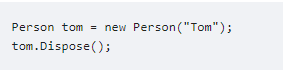 Person tom = new Person("Tom");
tom.Dispose();